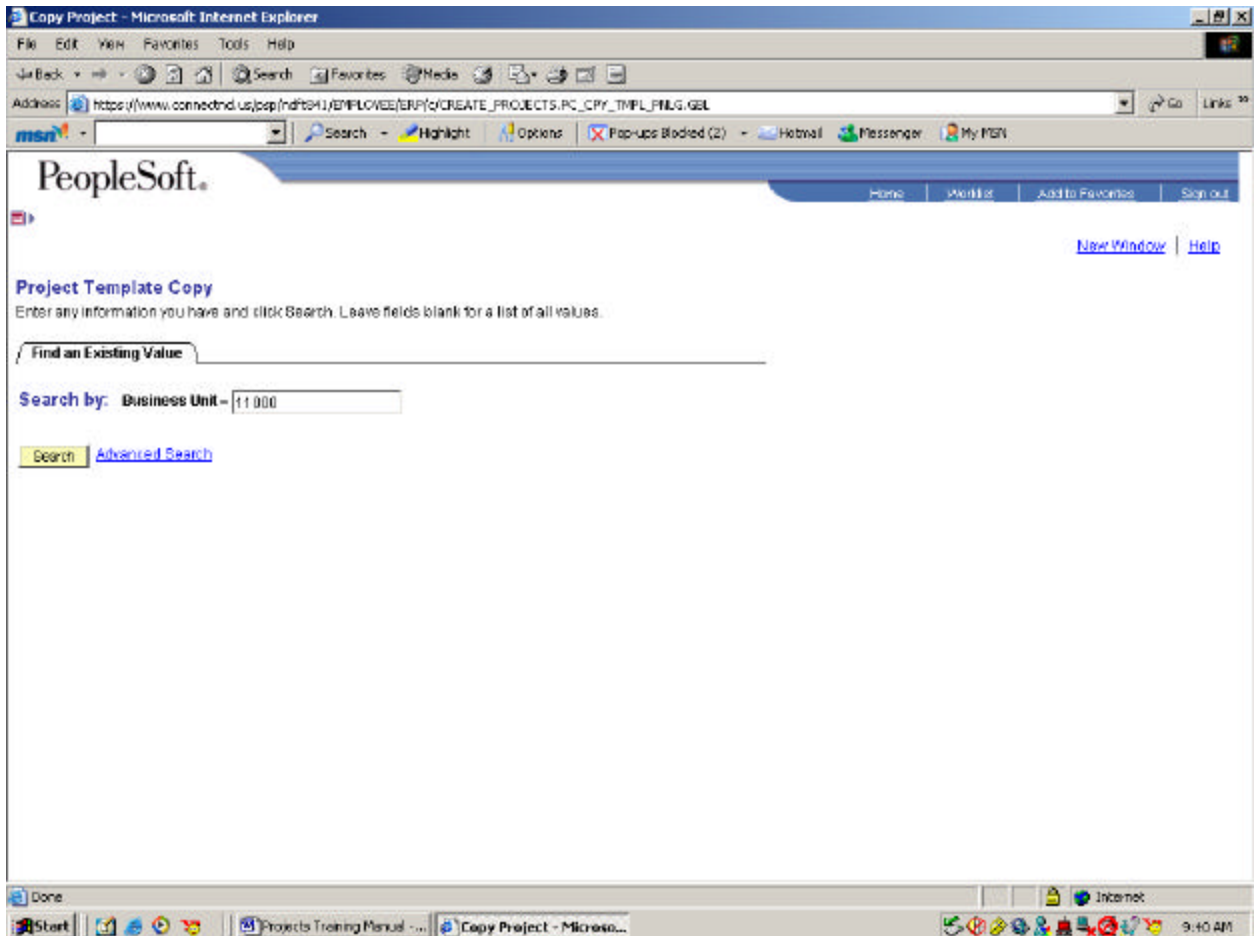 Copy Project - Microsoft Internet Explorer
File Edit View Favorites Tools Help
Back Search Favorites Media
Address https://www.connectnd.us/psp/ndft841/EMPLOYEE/ERP/c/CREATE_PROJECTS.PC_CPY_TMPL_PNLG.GBL Go Links »
msn Search Highlight Options Pop-ups Blocked (2) Hotmail Messenger My MSN
PeopleSoft.
Home Worklist Add to Favorites Sign out
New Window Help
Project Template Copy
Enter any information you have and click Search. Leave fields blank for a list of all values.
Find an Existing Value
Search by: Business Unit = 11000
Search Advanced Search
Done Internet
Start Projects Training Manual -... Copy Project - Microso... 9:40 AM